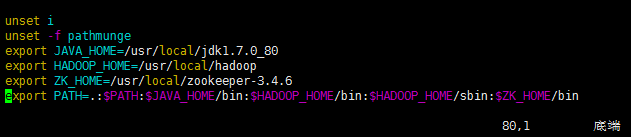 unset i
unset -f pathmunge
export JAVA_HOME=/usr/local/jdk1.7.0_80
export HADOOP_HOME=/usr/local/hadoop
export ZK_HOME=/usr/local/zookeeper-3.4.6
export PATH=.:$PATH:$JAVA_HOME/bin:$HADOOP_HOME/bin:$HADOOP_HOME/sbin:$ZK_HOME/bin
80,1 底端